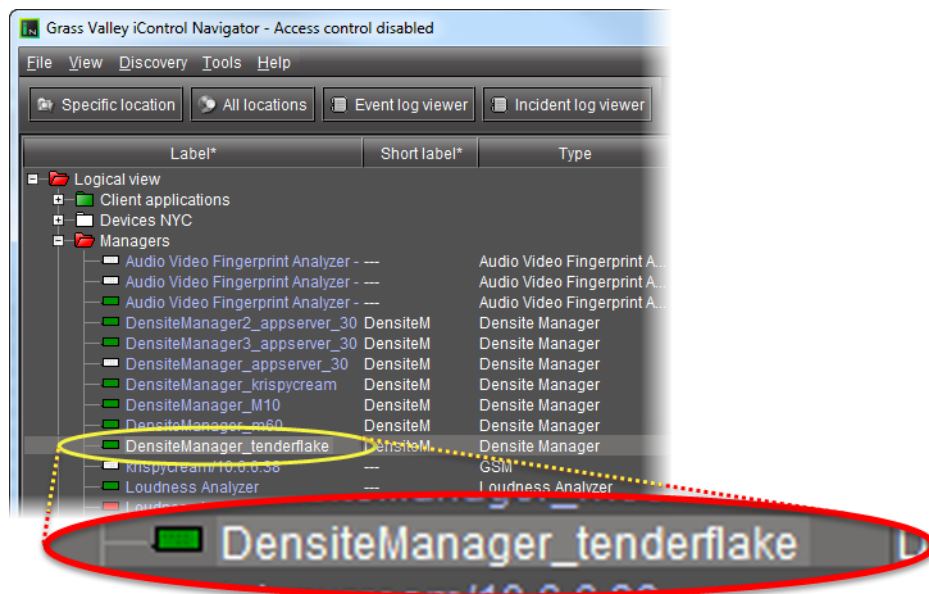 Grass Valley iControl Navigator - Access control disabled
File View Discovery Tools Help
Specific location All locations Event log viewer Incident log viewer
Label* Short label* Type
Logical view
Client applications
Devices NYC
Managers
Audio Video Fingerprint Analyzer - --- Audio Video Fingerprint A...
Audio Video Fingerprint Analyzer - --- Audio Video Fingerprint A...
Audio Video Fingerprint Analyzer - --- Audio Video Fingerprint A...
DensiteManager2_appserver_30 DensiteM Densite Manager
DensiteManager3_appserver_30 DensiteM Densite Manager
DensiteManager_appserver_30 DensiteM Densite Manager
DensiteManager_krispycream DensiteM Densite Manager
DensiteManager_M10 DensiteM Densite Manager
DensiteManager_m60 DensiteM Densite Manager
DensiteManager_tenderflake DensiteM Densite Manager
krispycream/10.6.0.38 --- GSM
Loudness Analyzer --- Loudness Analyzer
DensiteManager_tenderflake D